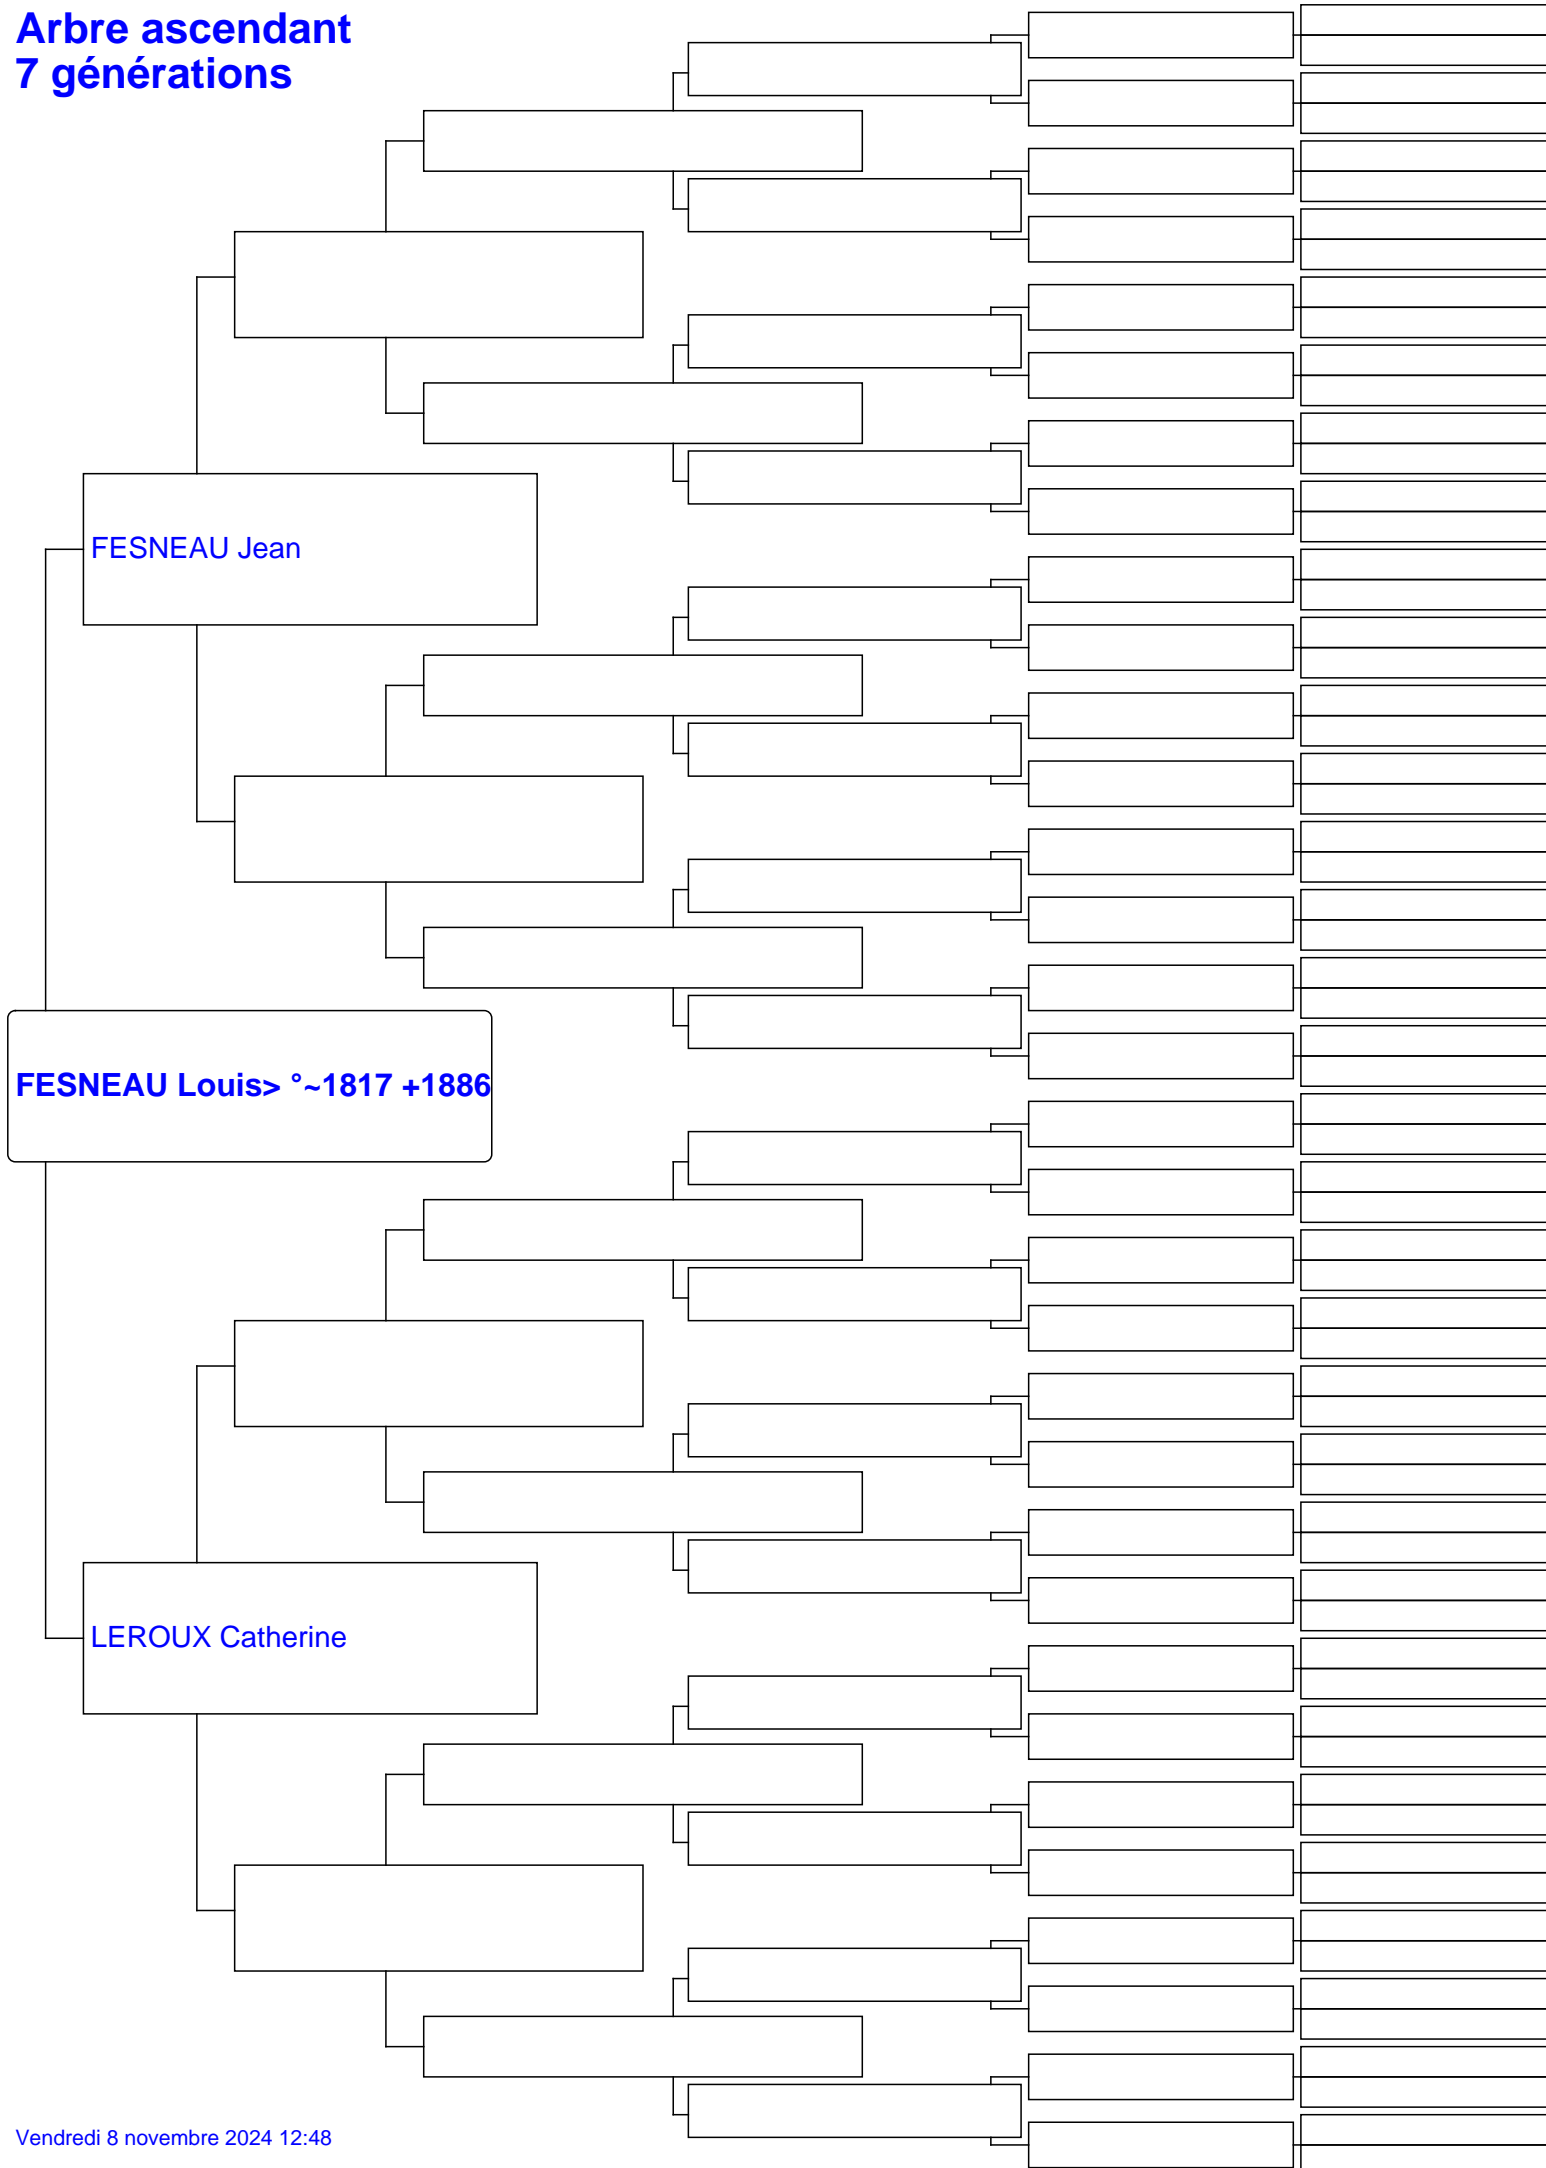 Arbre ascendant
7 générations
FESNEAU Jean
FESNEAU Louis> °~1817 +1886
LEROUX Catherine
Vendredi 8 novembre 2024 12:48